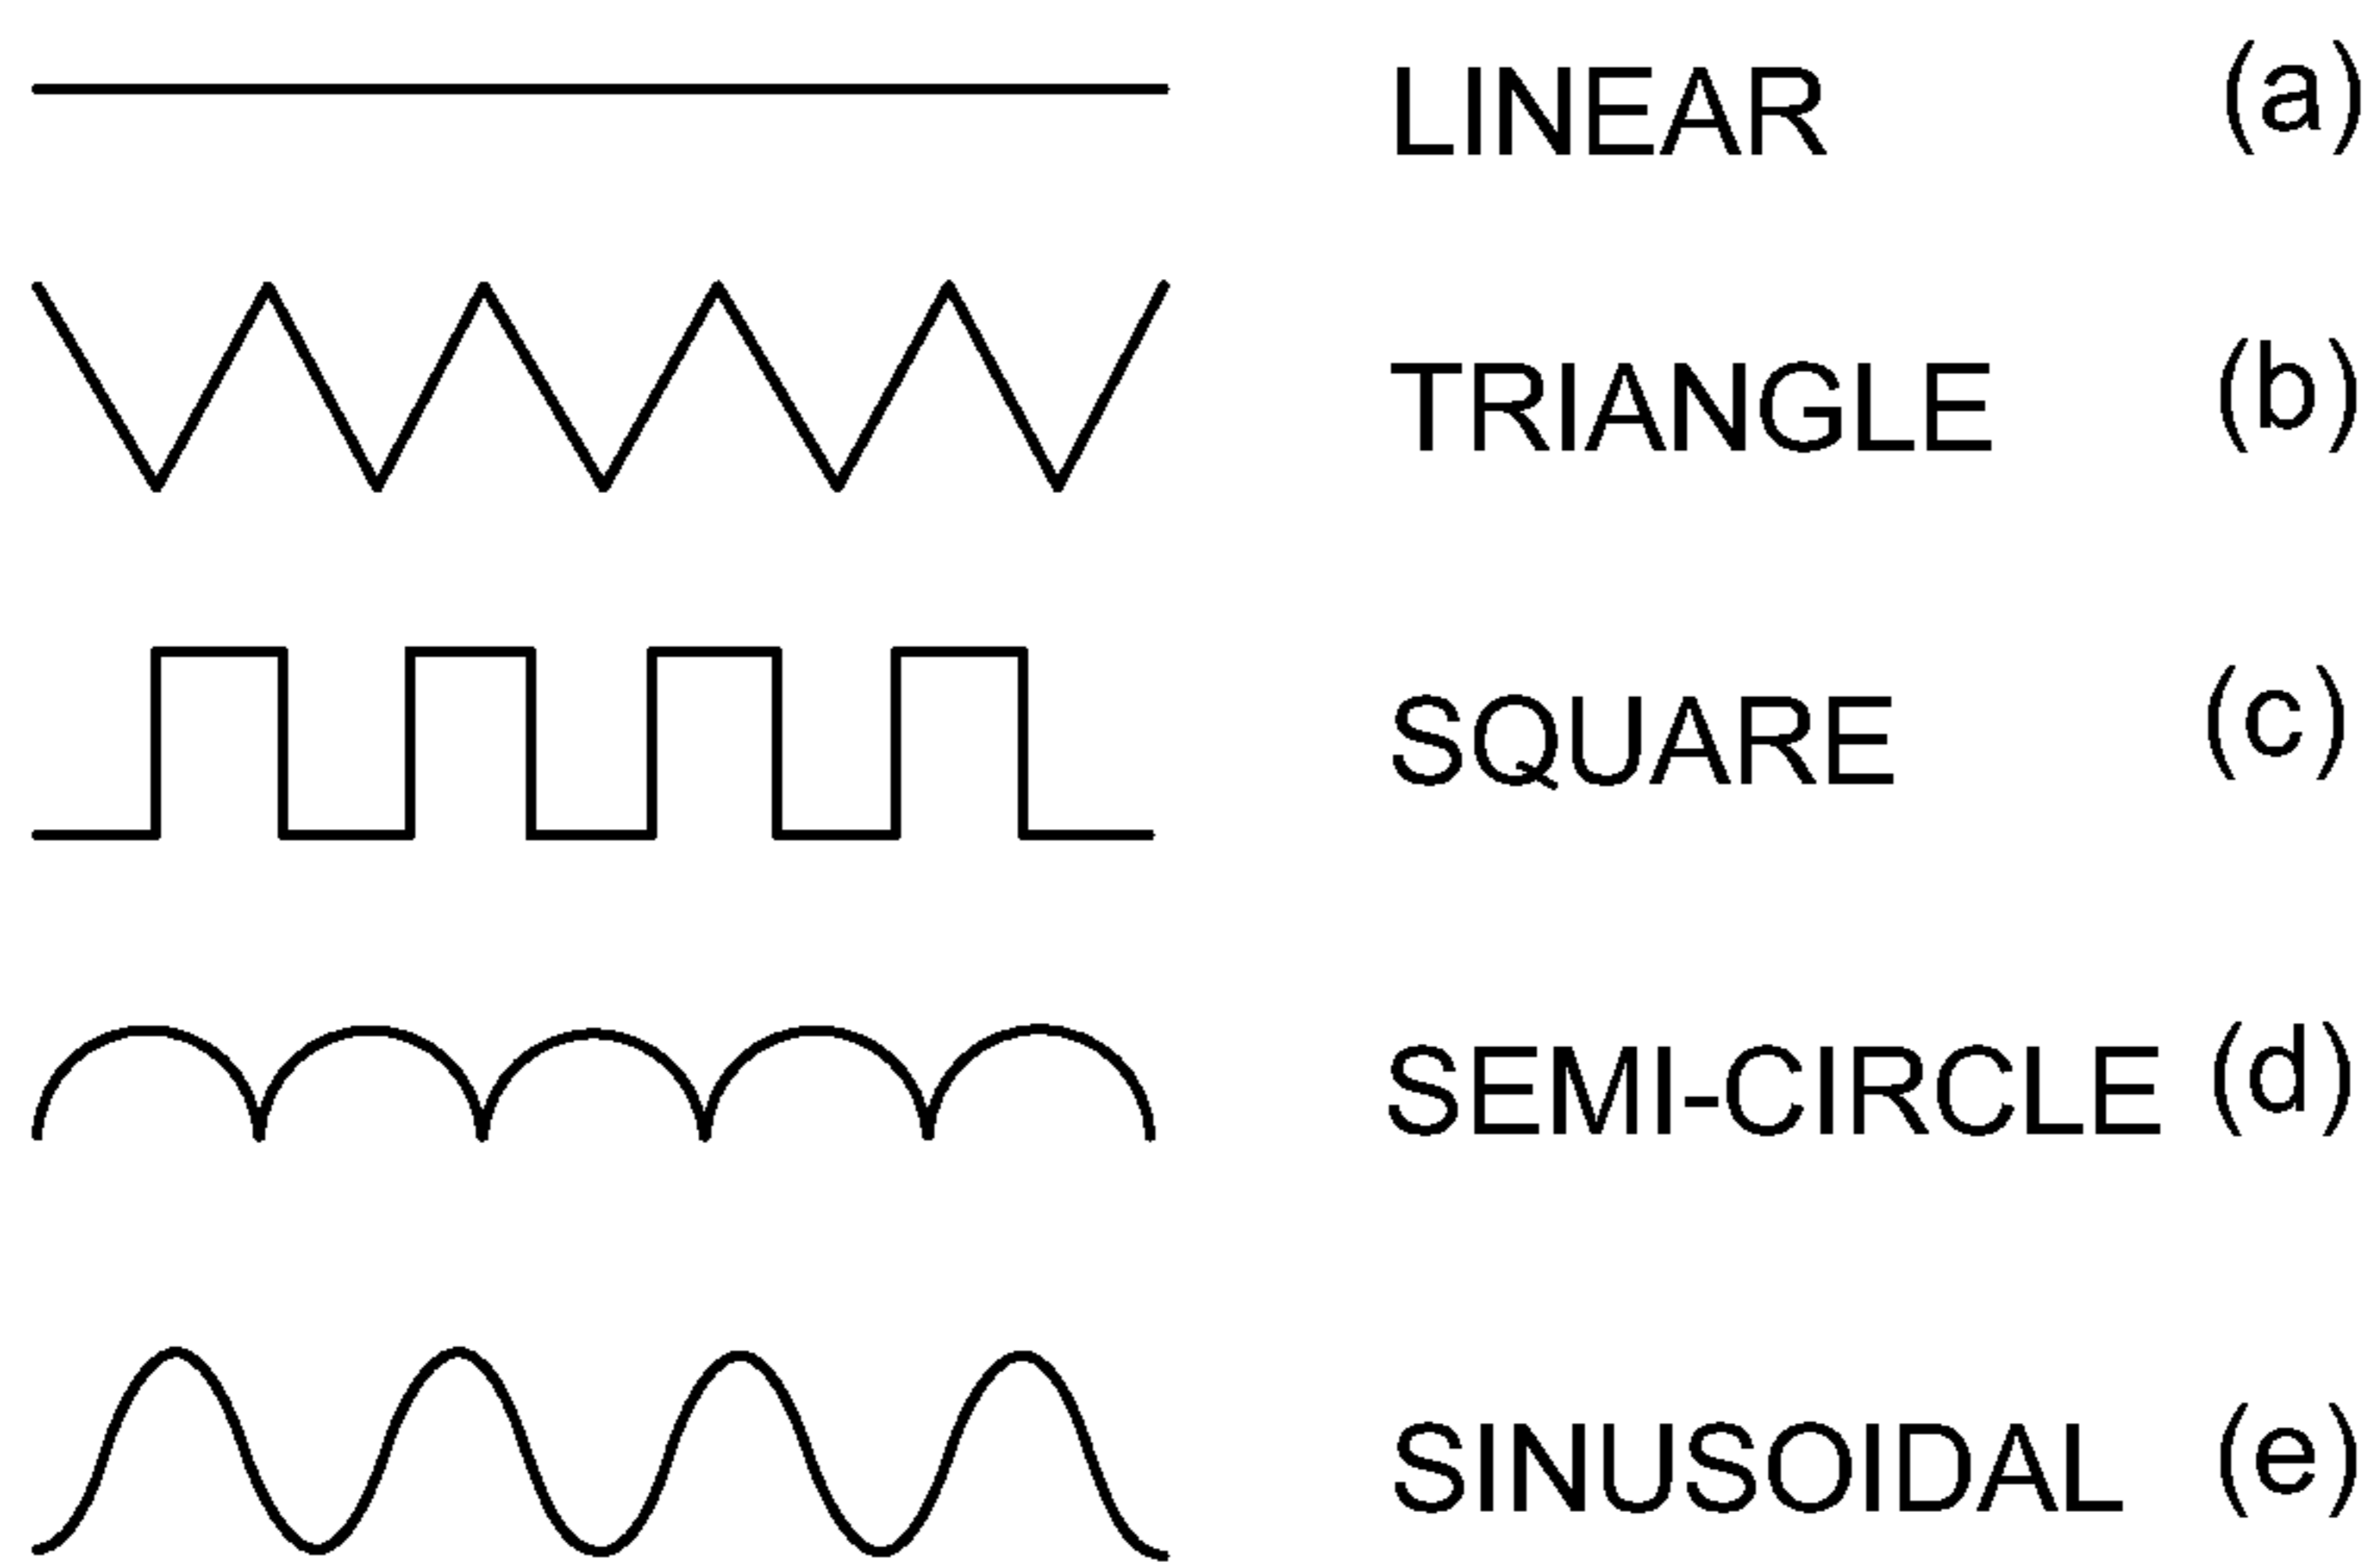 LINEAR (a)
TRIANGLE (b)
SQUARE (c)
SEMI-CIRCLE (d)
SINUSOIDAL (e)